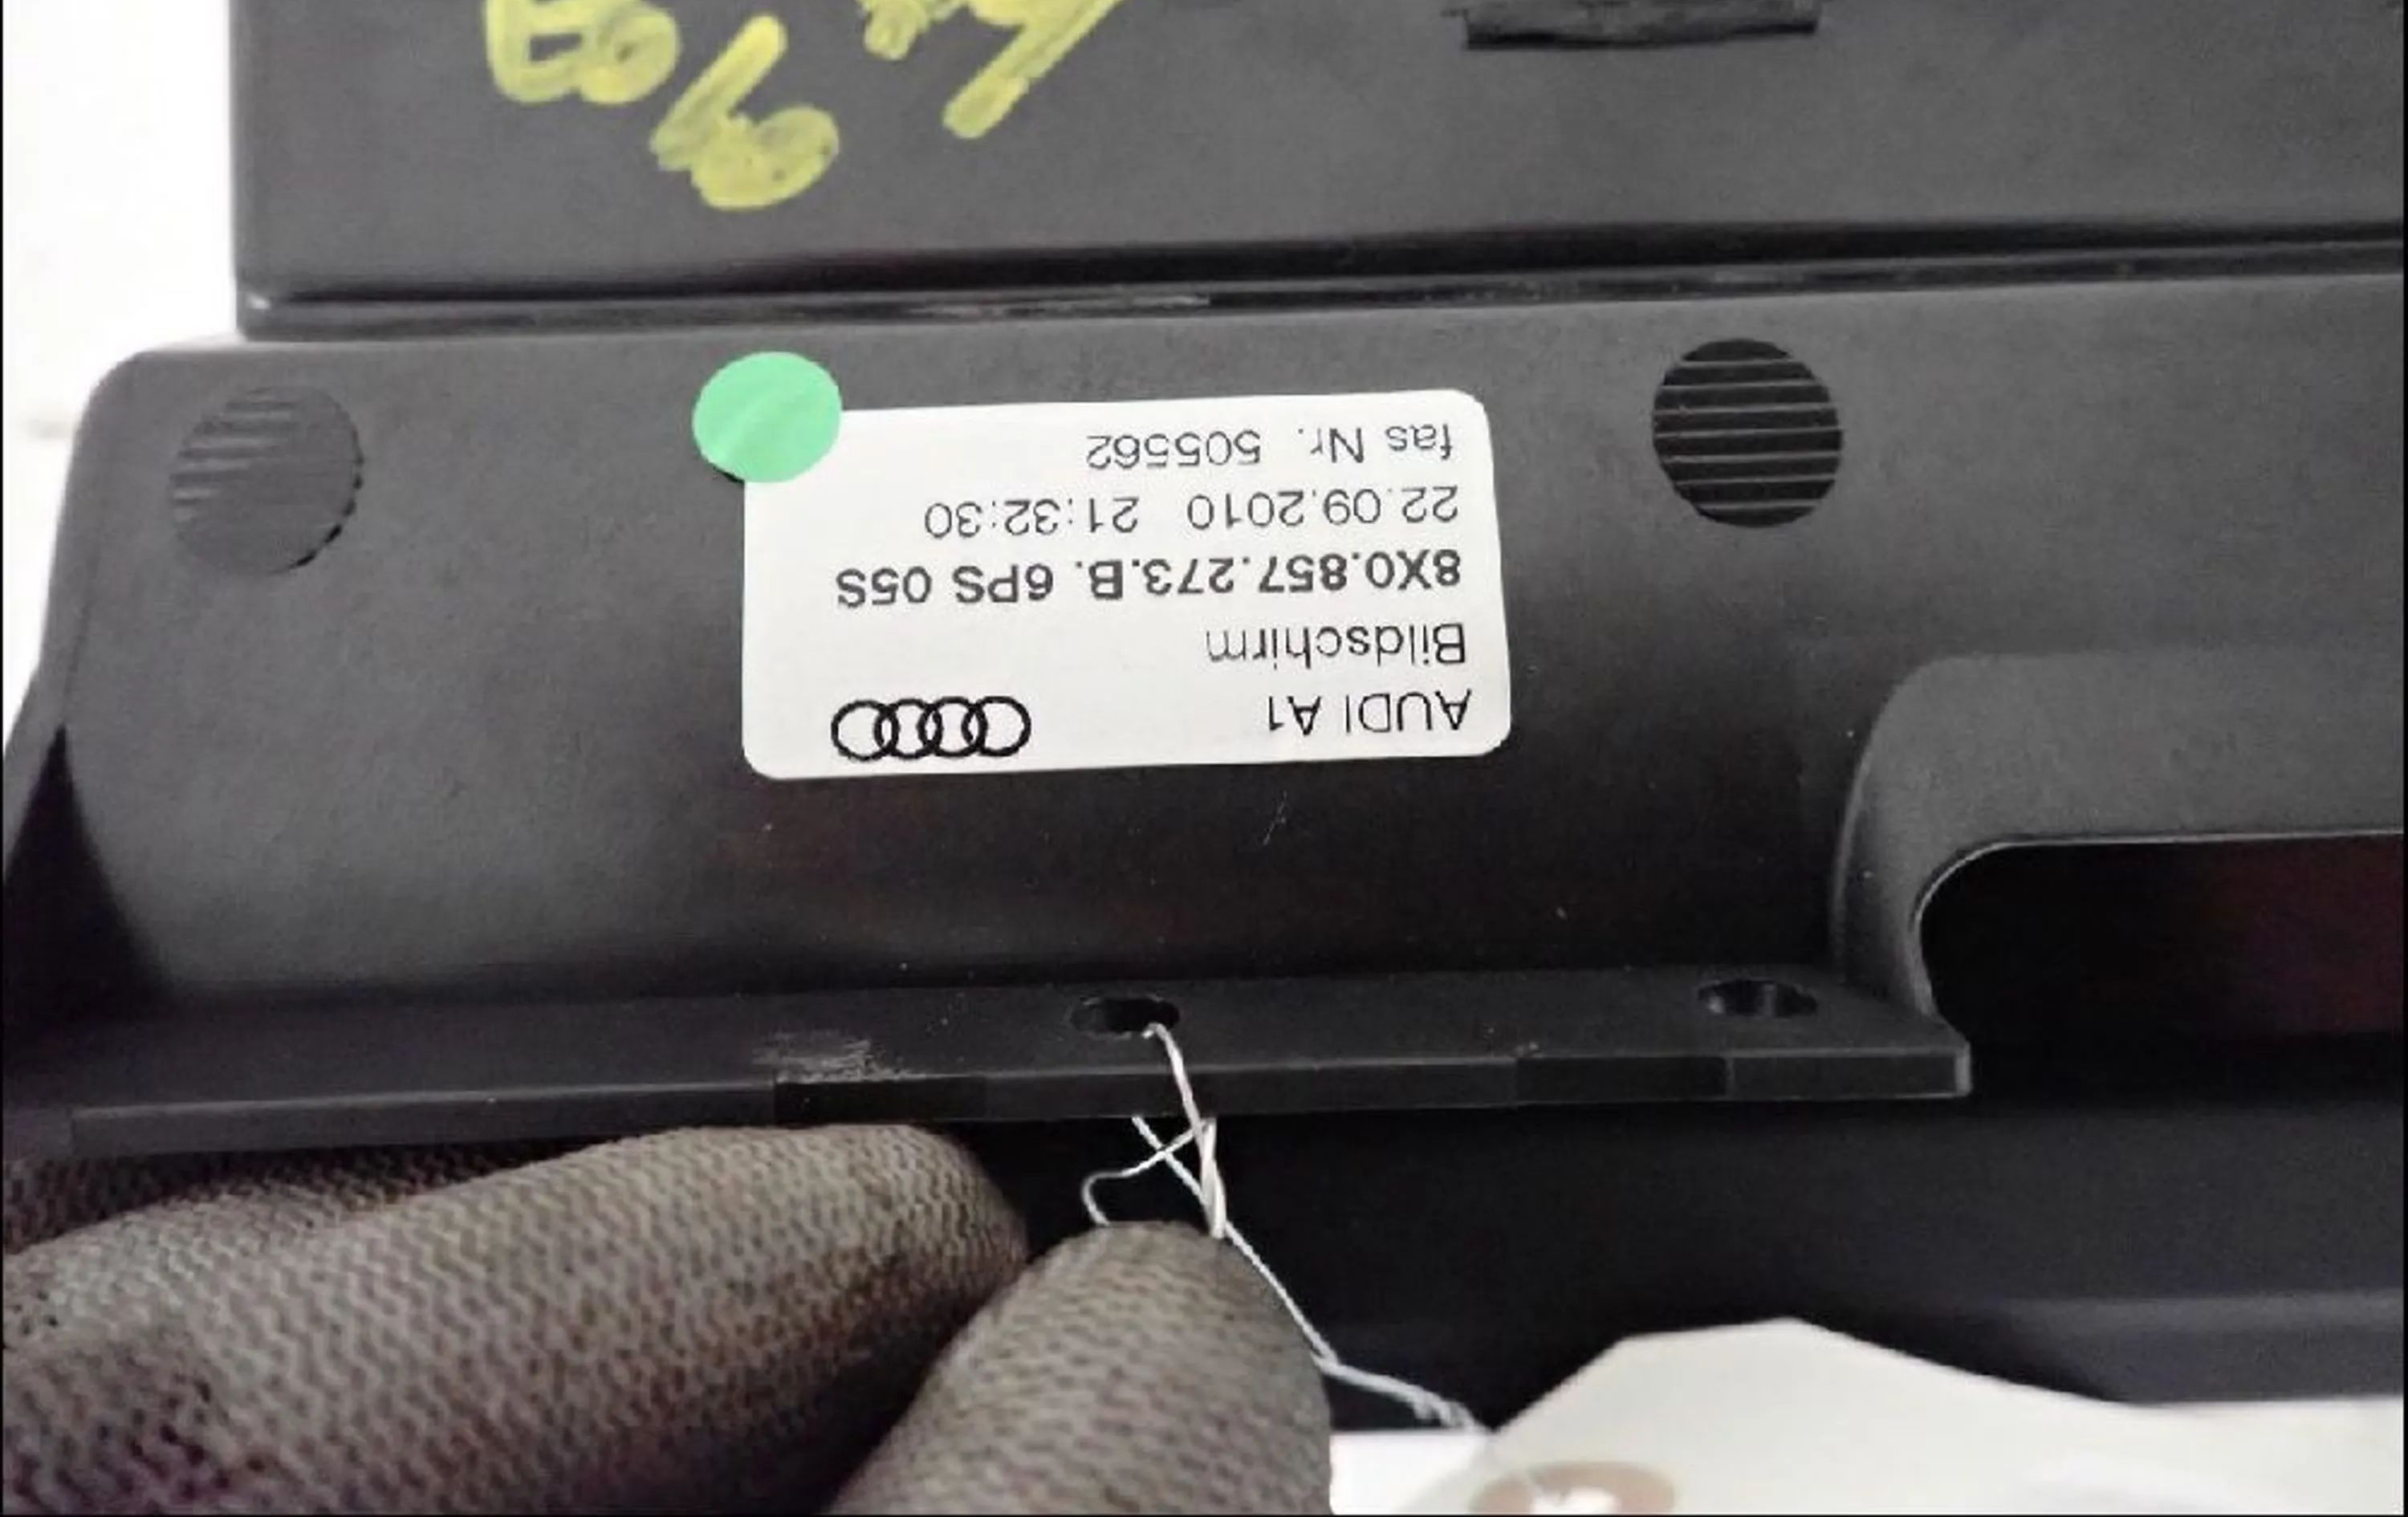 AUDI A1
Bildschirm
8X0.857.273.B. 6PS 05S
22.09.2010 21:32:30
fas Nr. 505562